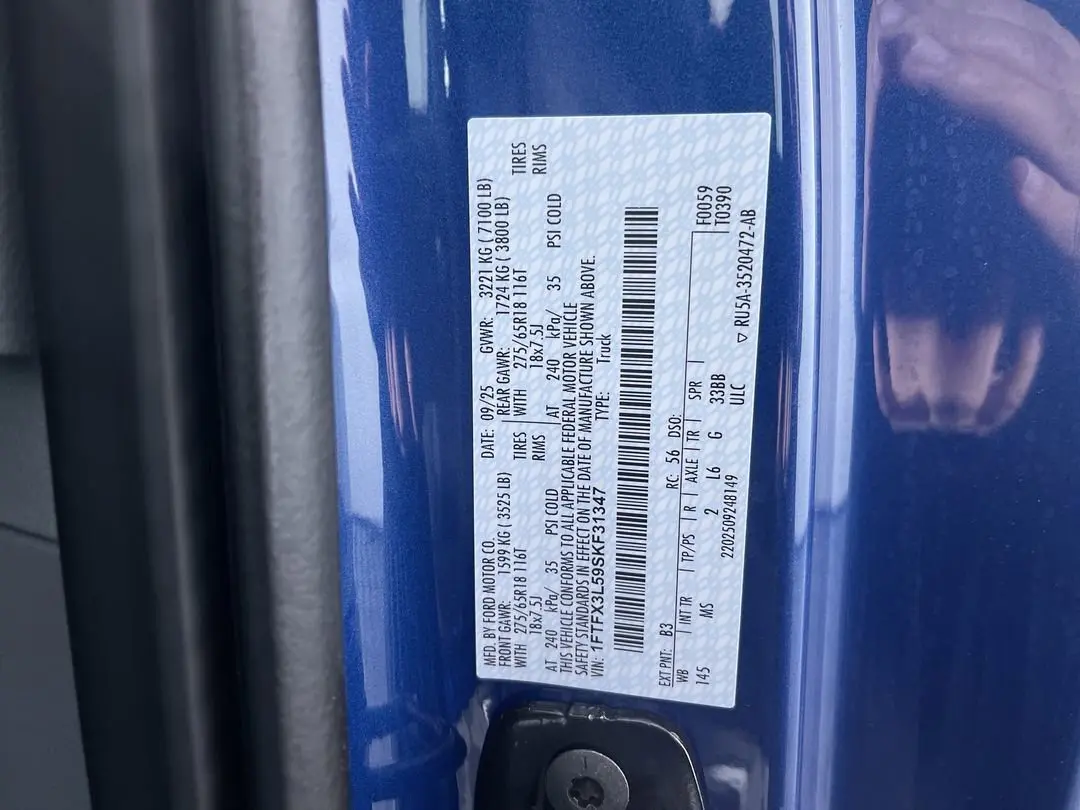 MFD. BY FORD MOTOR CO. DATE: 09/25 GVWR: 3221 KG ( 7100 LB)
FRONT GAWR: 1599 KG ( 3525 LB) REAR GAWR: 1724 KG ( 3800 LB)
WITH 275/65R18 116T TIRES WITH 275/65R18 116T TIRES
18x7.5J RIMS 18x7.5J RIMS
AT 240 kPa/ 35 PSI COLD AT 240 kPa/ 35 PSI COLD
THIS VEHICLE CONFORMS TO ALL APPLICABLE FEDERAL MOTOR VEHICLE
SAFETY STANDARDS IN EFFECT ON THE DATE OF MANUFACTURE SHOWN ABOVE.
VIN: 1FTFX3L59SKF31347 TYPE: Truck
EXT PNT: B3 RC: 56 DSO: F0059
WB INT TR TP/PS R AXLE TR SPR T0390
145 MS 2 L6 G 33BB
ULC
2202509248149 ▽ RU5A-3520472-AB